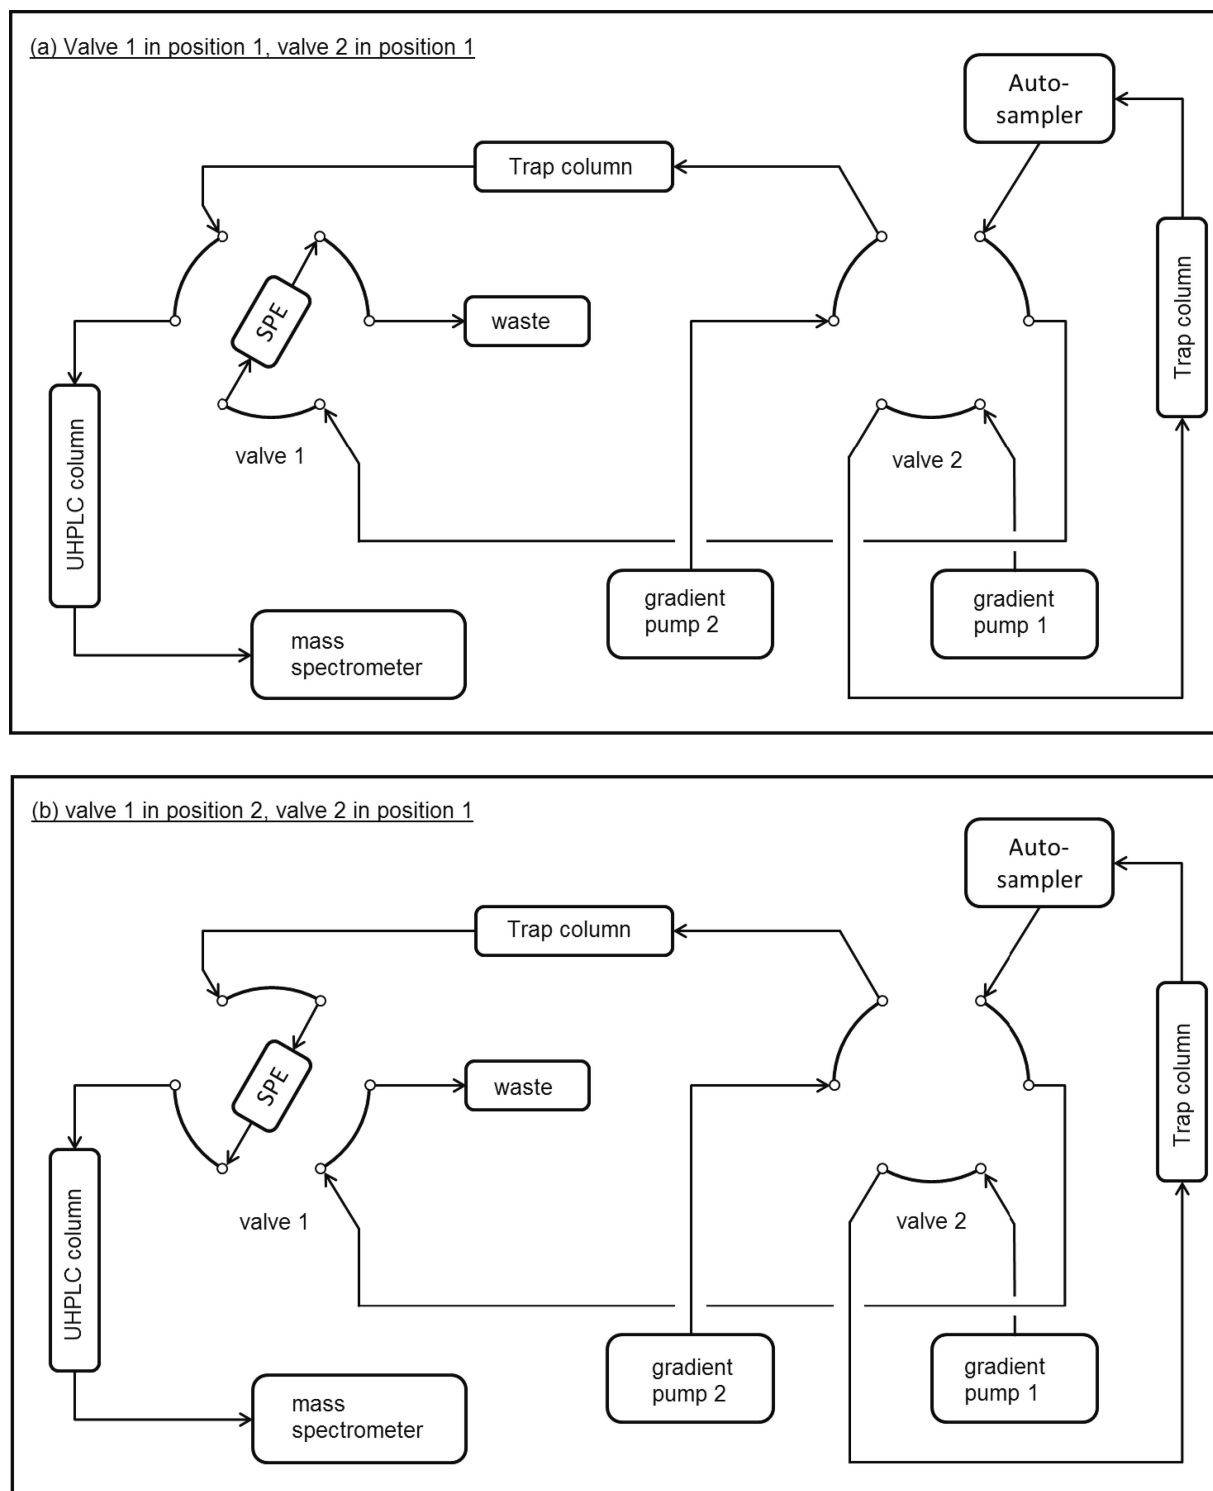 (a) Valve 1 in position 1, valve 2 in position 1
Auto-
sampler
Trap column
Trap column
SPE
waste
valve 1
valve 2
UHPLC column
gradient
pump 2
gradient
pump 1
mass
spectrometer
(b) valve 1 in position 2, valve 2 in position 1
Auto-
sampler
Trap column
Trap column
SPE
waste
valve 1
valve 2
UHPLC column
gradient
pump 2
gradient
pump 1
mass
spectrometer